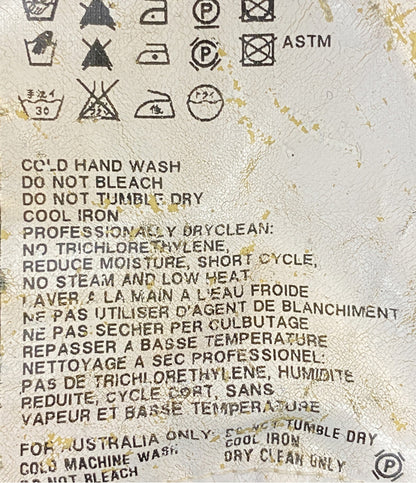 P
P ASTM
手洗イ
30 低 ドライ
COLD HAND WASH
DO NOT BLEACH
DO NOT TUMBLE DRY
COOL IRON
PROFESSIONALLY DRYCLEAN:
NO TRICHLORETHYLENE,
REDUCE MOISTURE, SHORT CYCLE,
NO STEAM AND LOW HEAT
LAVER A LA MAIN A L'EAU FROIDE
NE PAS UTILISER D'AGENT DE BLANCHIMENT
NE PAS SECHER PER CULBUTAGE
REPASSER A BASSE TEMPERATURE
NETTOYAGE A SEC PROFESSIONEL:
PAS DE TRICHLORETHYLENE, HUMIDITE
REDUITE, CYCLE CORT, SANS
VAPEUR ET BASSE TEMPERATURE
FOR AUSTRALIA ONLY: DO NOT TUMBLE DRY
COLD MACHINE WASH COOL IRON
DO NOT BLEACH DRY CLEAN ONLY P